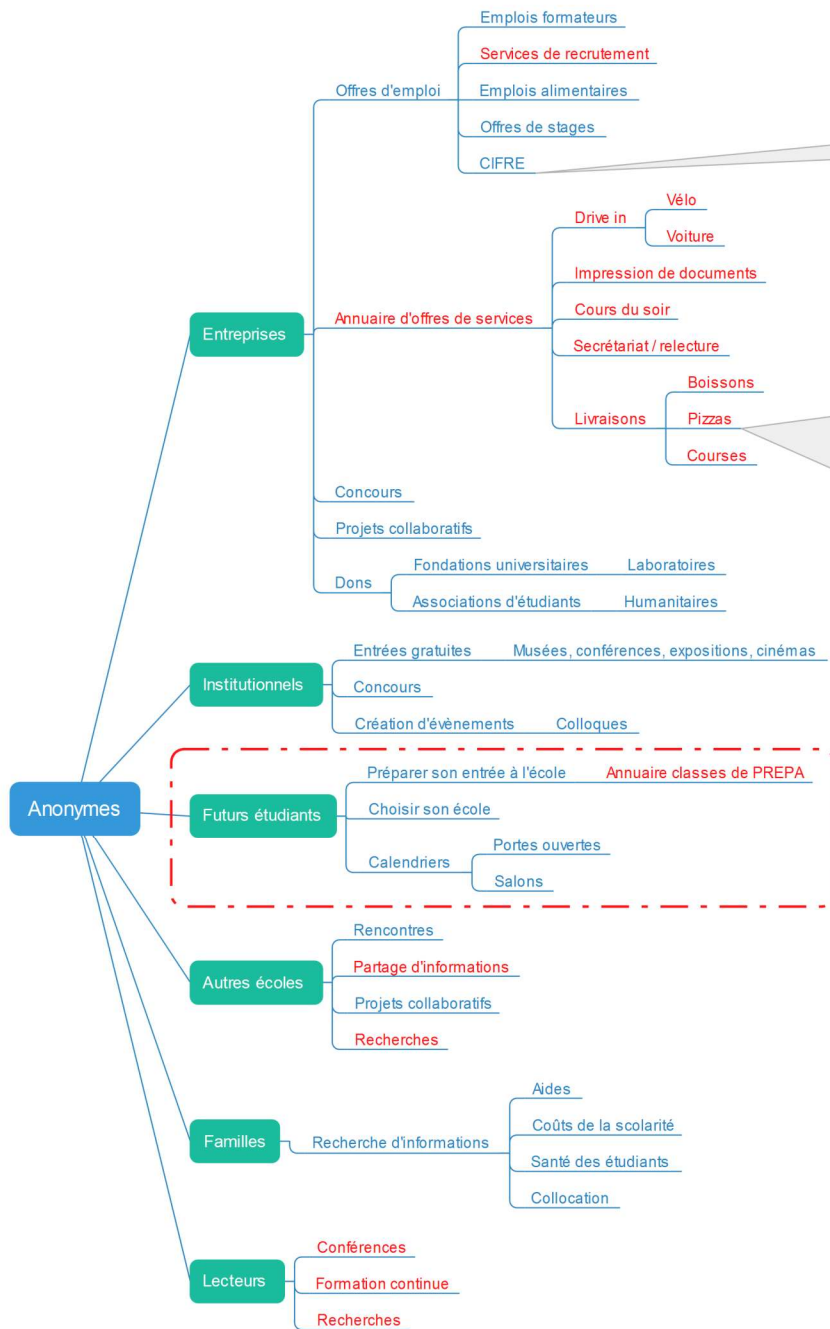 Anonymes
Entreprises
Offres d'emploi
Emplois formateurs
Services de recrutement
Emplois alimentaires
Offres de stages
CIFRE
Annuaire d'offres de services
Drive in
Vélo
Voiture
Impression de documents
Cours du soir
Secrétariat / relecture
Livraisons
Boissons
Pizzas
Courses
Concours
Projets collaboratifs
Dons
Fondations universitaires
Laboratoires
Associations d'étudiants
Humanitaires
Institutionnels
Entrées gratuites
Musées, conférences, expositions, cinémas
Concours
Création d'évènements
Colloques
Futurs étudiants
Préparer son entrée à l'école
Annuaire classes de PREPA
Choisir son école
Calendriers
Portes ouvertes
Salons
Autres écoles
Rencontres
Partage d'informations
Projets collaboratifs
Recherches
Familles
Recherche d'informations
Aides
Coûts de la scolarité
Santé des étudiants
Collocation
Lecteurs
Conférences
Formation continue
Recherches